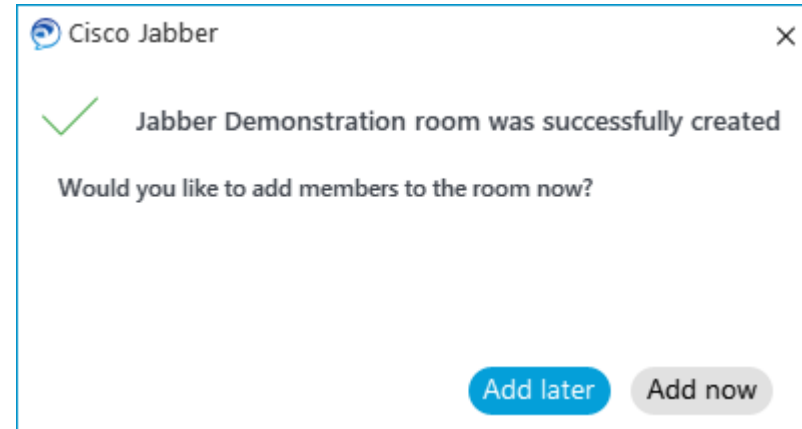 Cisco Jabber
Jabber Demonstration room was successfully created
Would you like to add members to the room now?
Add later
Add now